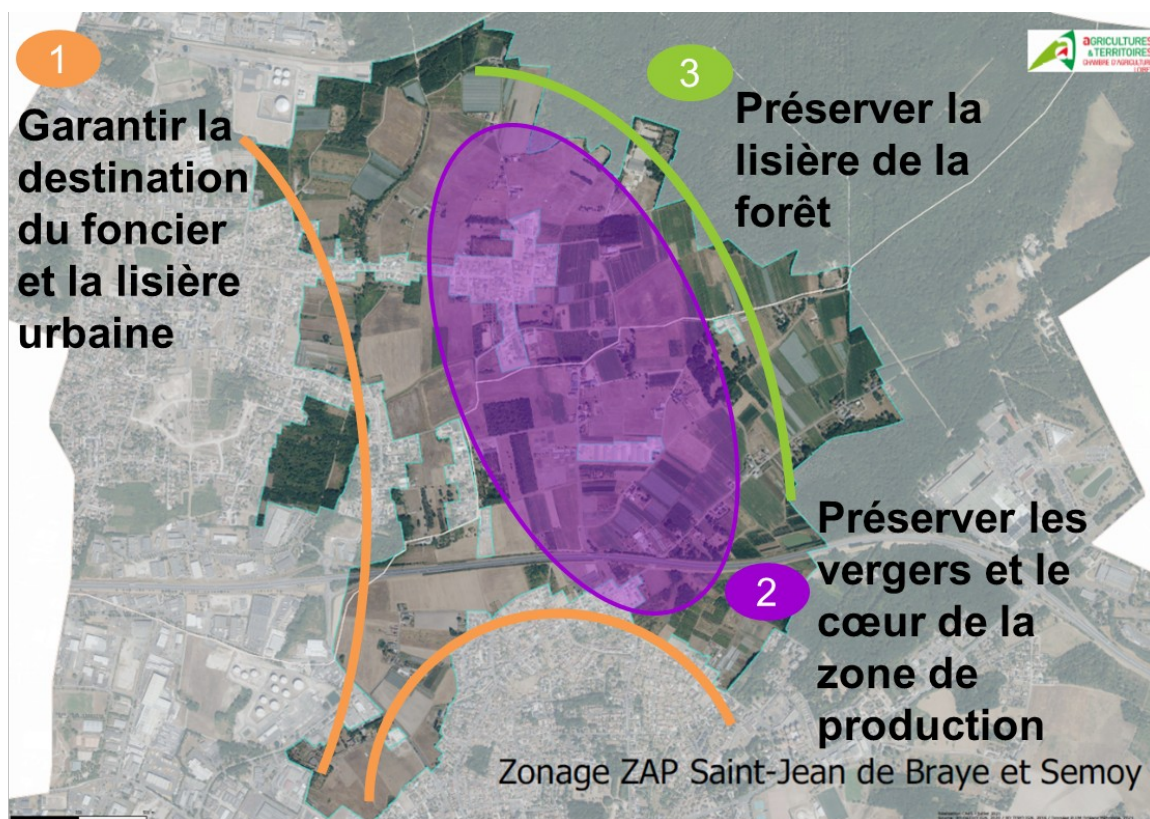 1
Garantir la
destination
du foncier
et la lisière
urbaine
3
Préserver la
lisière de la
forêt
AGRICULTURES
& TERRITOIRES
CHAMBRE D'AGRICULTURE
LOIRET
2
Préserver les
vergers et le
cœur de la
zone de
production
Zonage ZAP Saint-Jean de Braye et Semoy